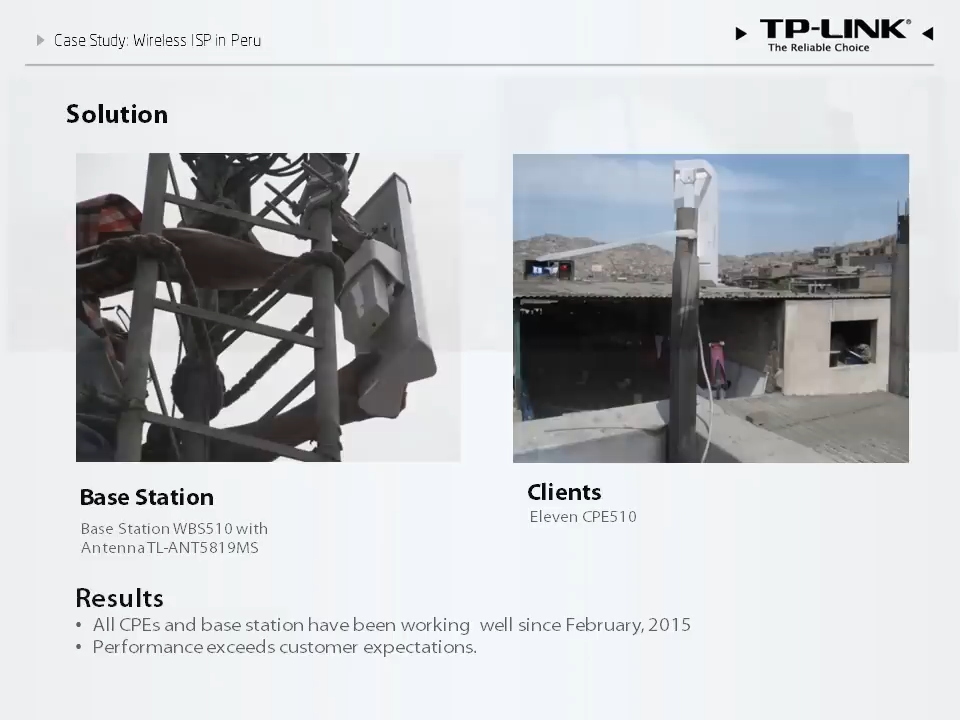 Case Study: Wireless ISP in Peru
TP-LINK®
The Reliable Choice
Solution
Base Station
Base Station WBS510 with
Antenna TL-ANT5819MS
Clients
Eleven CPE510
Results
• All CPEs and base station have been working well since February, 2015
• Performance exceeds customer expectations.